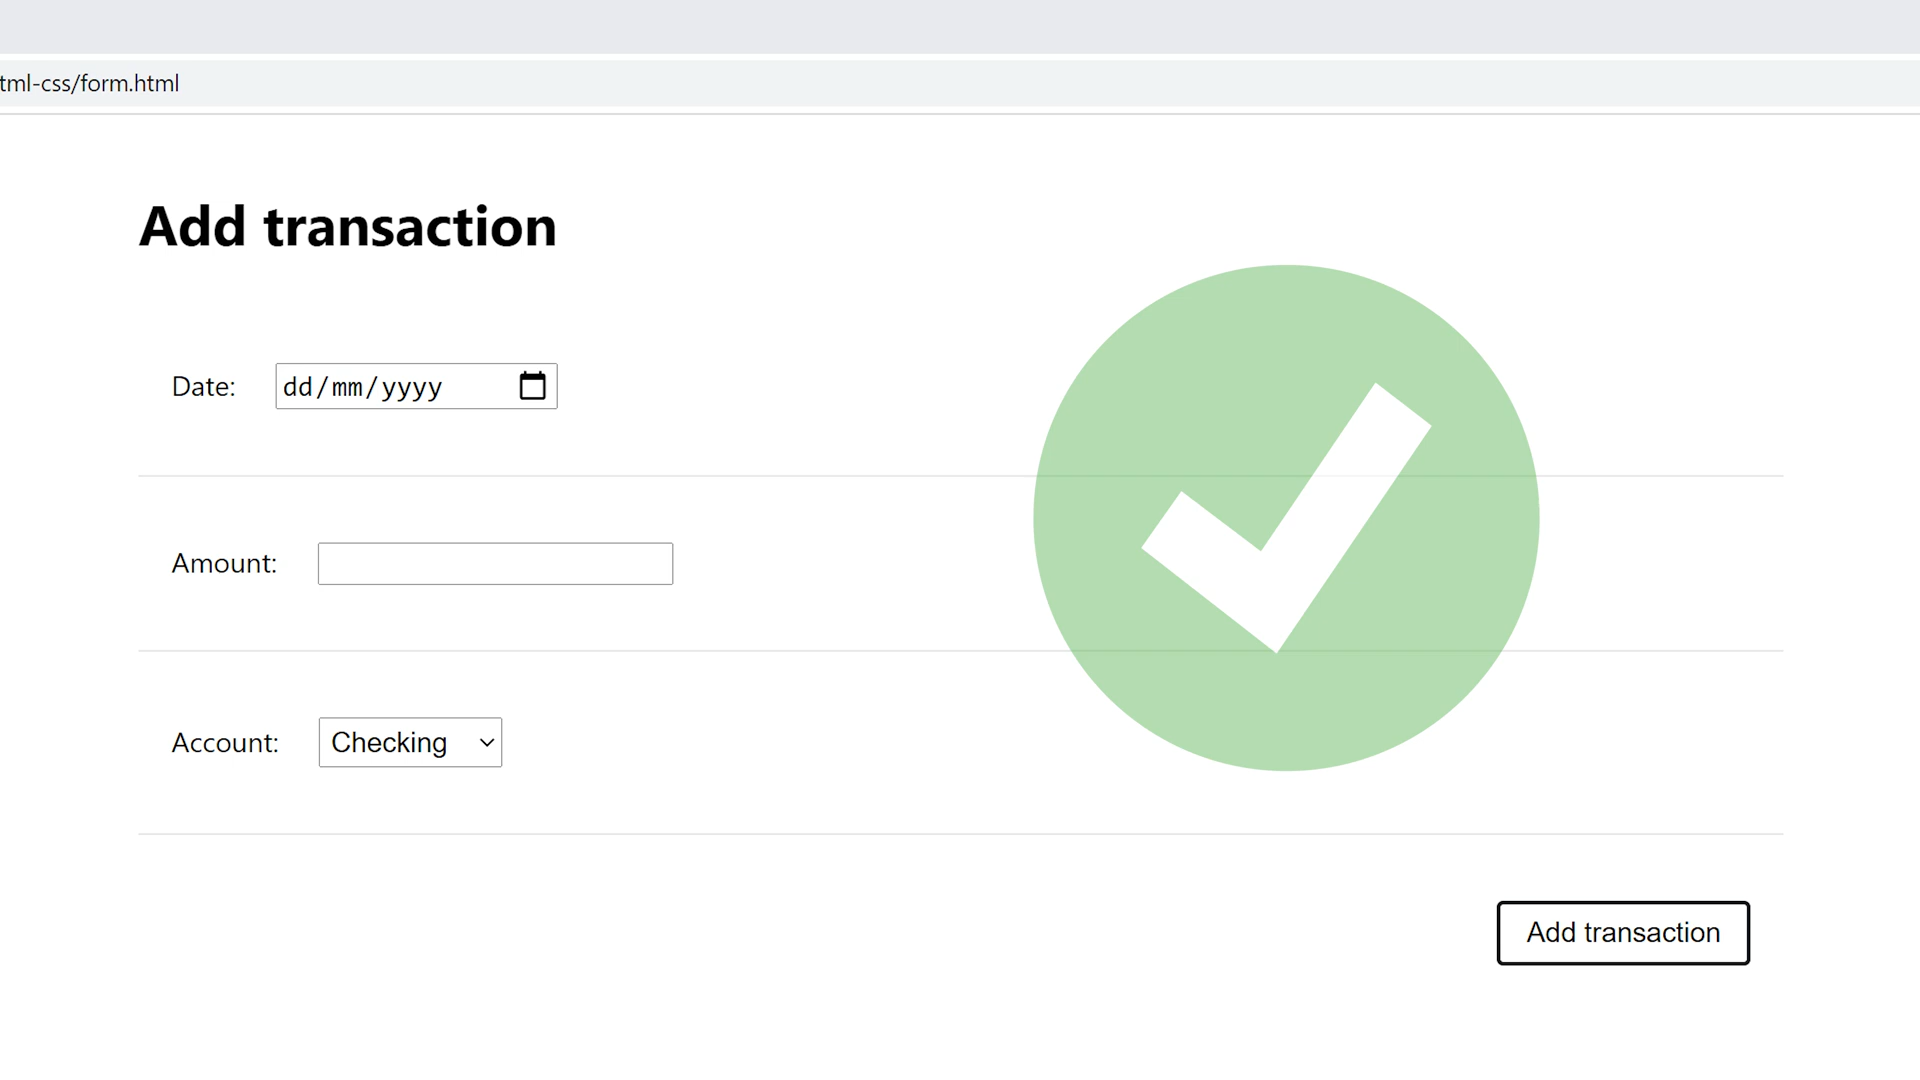 tml-css/form.html
Add transaction
Date: dd/mm/yyyy
Amount:
Account: Checking
Add transaction